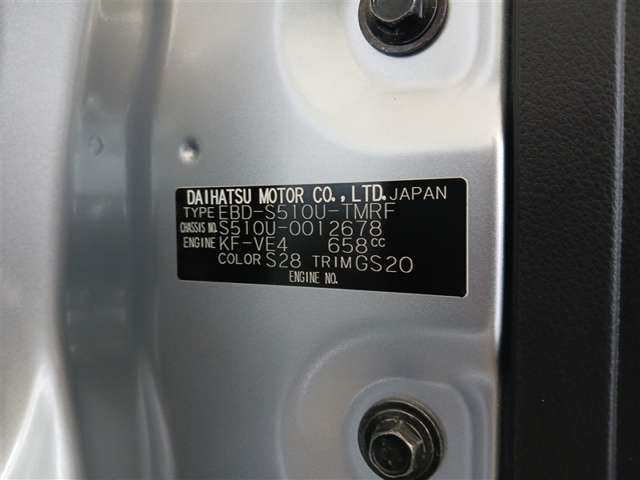 DAIHATSU MOTOR CO.,LTD. JAPAN
TYPE EBD-S510U-TMRF
CHASSIS NO. S510U-0012678
ENGINE KF-VE4 658cc
COLOR S28 TRIM GS20
ENGINE NO.